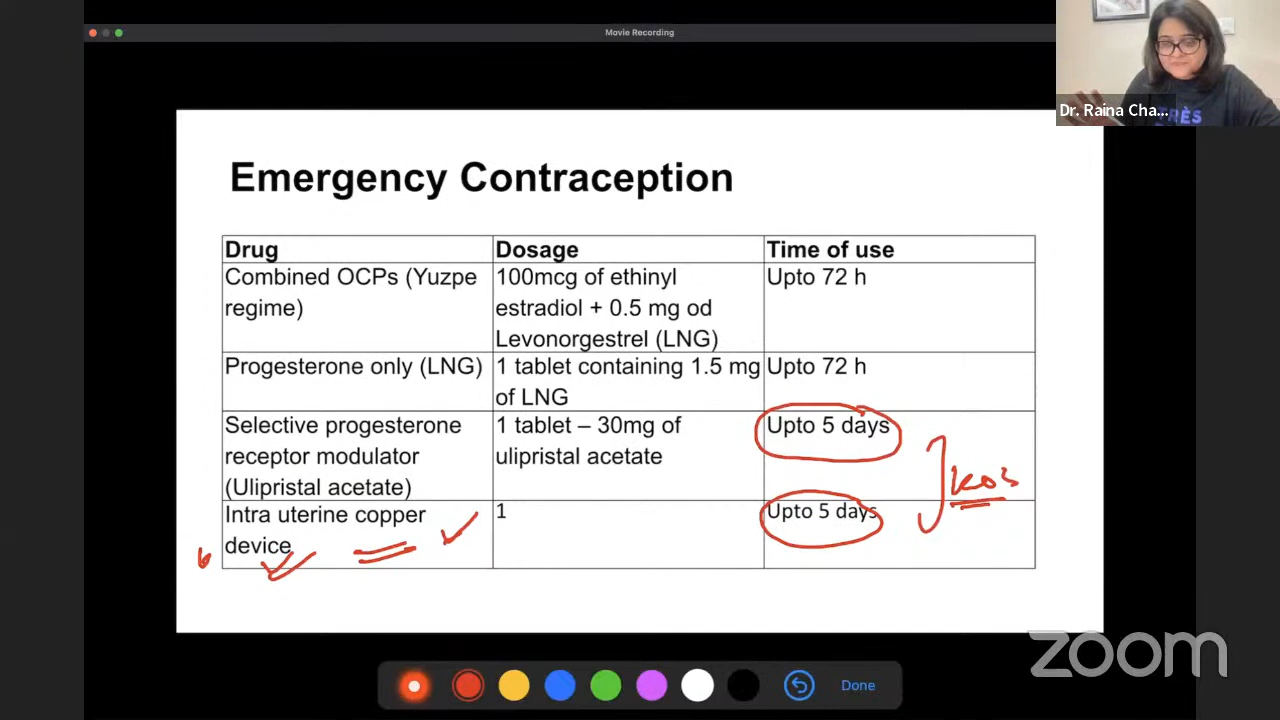 Movie Recording
Dr. Raina Cha...
TRÈS
Emergency Contraception
Drug
Dosage
Time of use
Combined OCPs (Yuzpe
regime)
100mcg of ethinyl
estradiol + 0.5 mg od
Levonorgestrel (LNG)
Upto 72 h
Progesterone only (LNG)
1 tablet containing 1.5 mg
of LNG
Upto 72 h
Selective progesterone
receptor modulator
(Ulipristal acetate)
1 tablet – 30mg of
ulipristal acetate
Upto 5 days
Intra uterine copper
device
1
Upto 5 days
zoom
Done